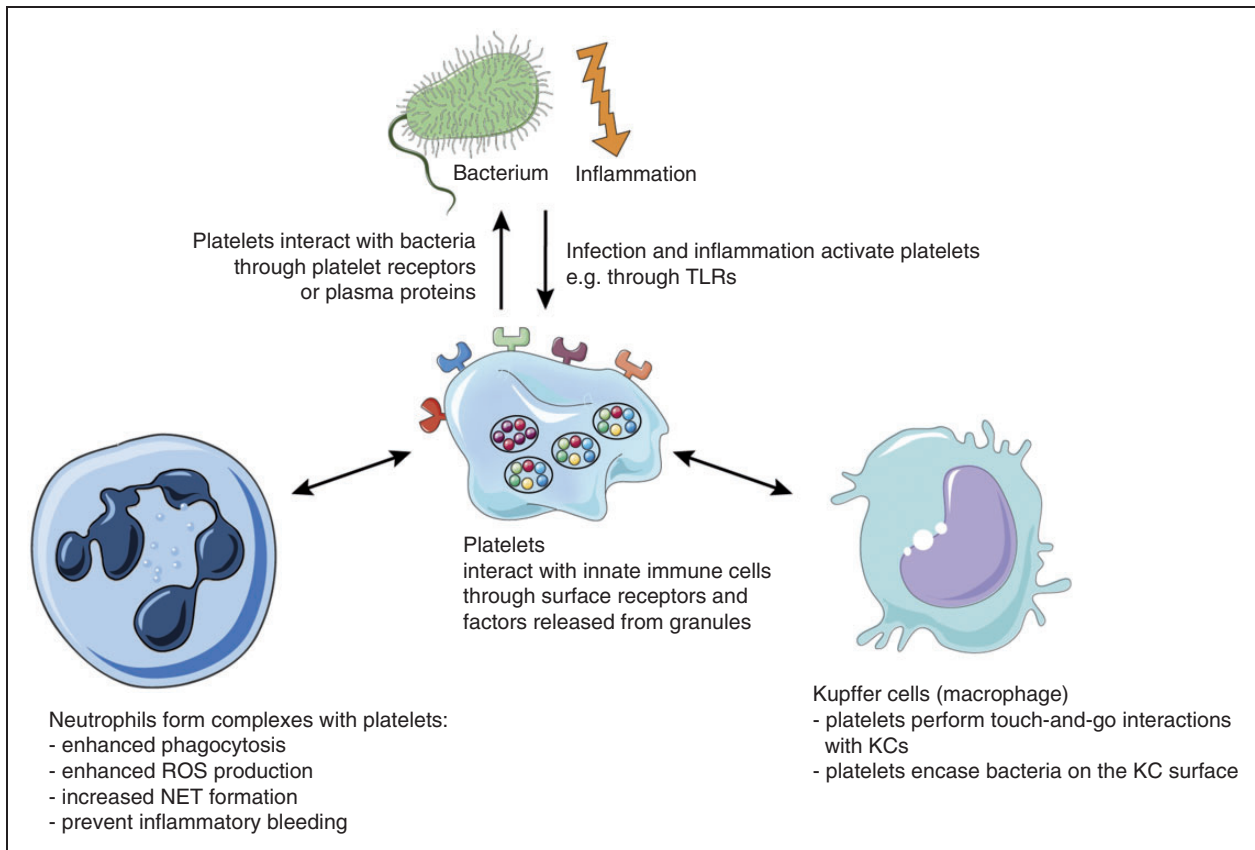 Bacterium
Inflammation
Platelets interact with bacteria
through platelet receptors
or plasma proteins
Infection and inflammation activate platelets
e.g. through TLRs
Platelets
interact with innate immune cells
through surface receptors and
factors released from granules
Neutrophils form complexes with platelets:
- enhanced phagocytosis
- enhanced ROS production
- increased NET formation
- prevent inflammatory bleeding
Kupffer cells (macrophage)
- platelets perform touch-and-go interactions
with KCs
- platelets encase bacteria on the KC surface